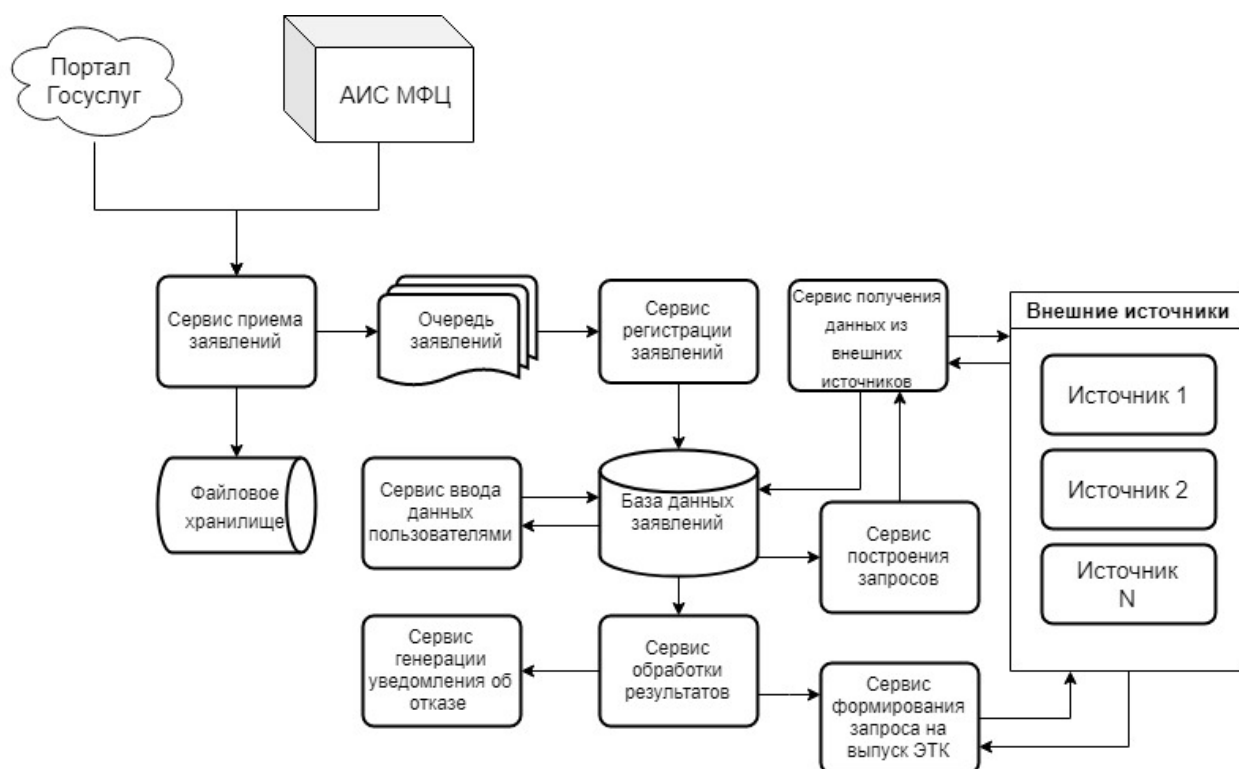 Портал
Госуслуг
АИС МФЦ
Сервис приема
заявлений
Очередь
заявлений
Сервис
регистрации
заявлений
Сервис получения
данных из
внешних
источников
Внешние источники
Источник 1
Источник 2
Источник
N
Файловое
хранилище
Сервис ввода
данных
пользователями
База данных
заявлений
Сервис
построения
запросов
Сервис
генерации
уведомления об
отказе
Сервис
обработки
результатов
Сервис
формирования
запроса на
выпуск ЭТК